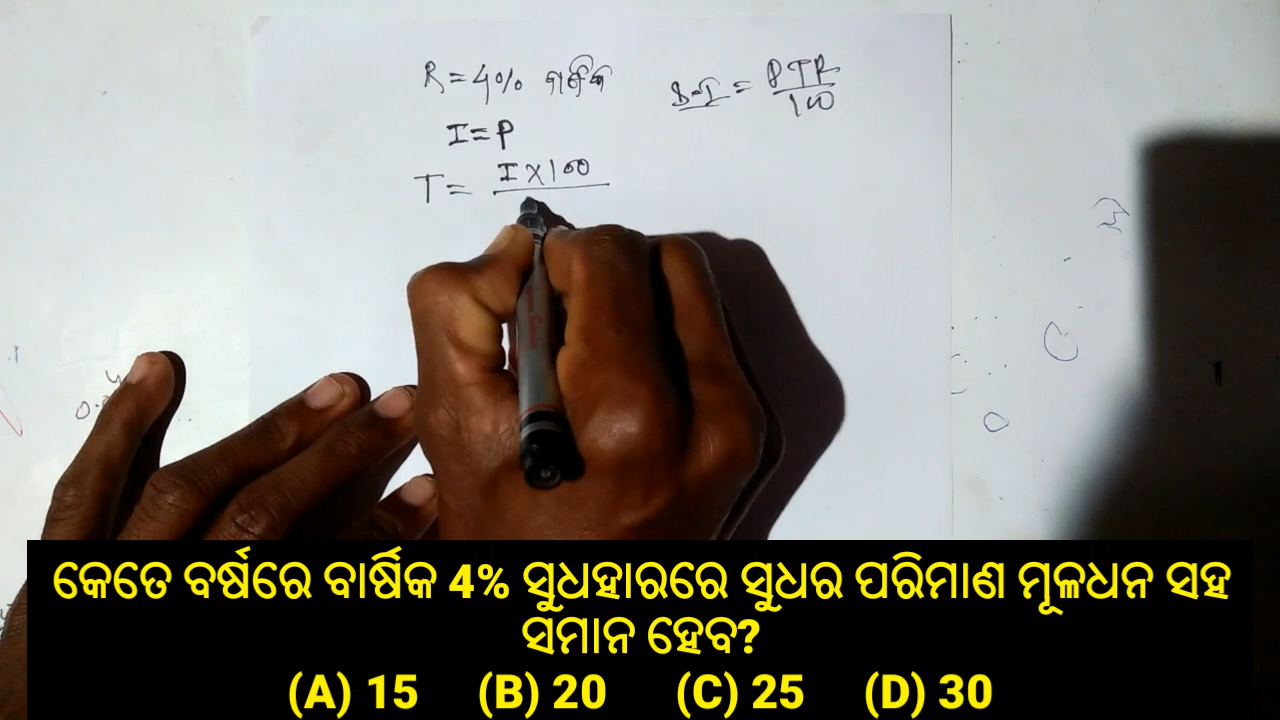 R = 4% ବାର୍ଷିକ
S.I = PTR / 100
I = P
T = I × 100
କେତେ ବର୍ଷରେ ବାର୍ଷିକ 4% ସୁଧହାରରେ ସୁଧର ପରିମାଣ ମୂଳଧନ ସହ
ସମାନ ହେବ?
(A) 15 (B) 20 (C) 25 (D) 30